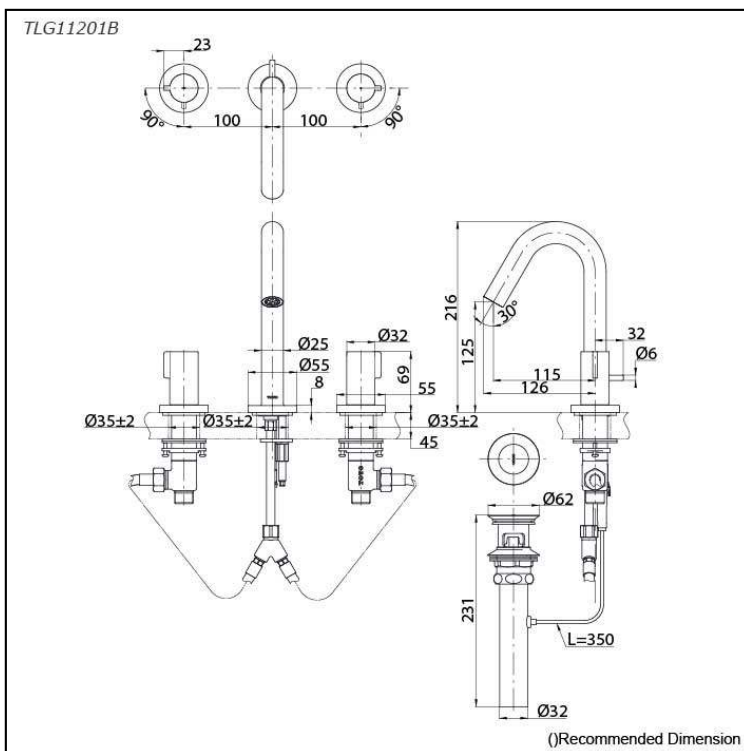 TLG11201B
23
90°
100
100
90°
216
125
30°
32
Ø6
115
126
Ø25
Ø32
Ø55
69
8
55
Ø35±2
Ø35±2
Ø35±2
45
TOTO
Ø62
231
L=350
Ø32
()Recommended Dimension